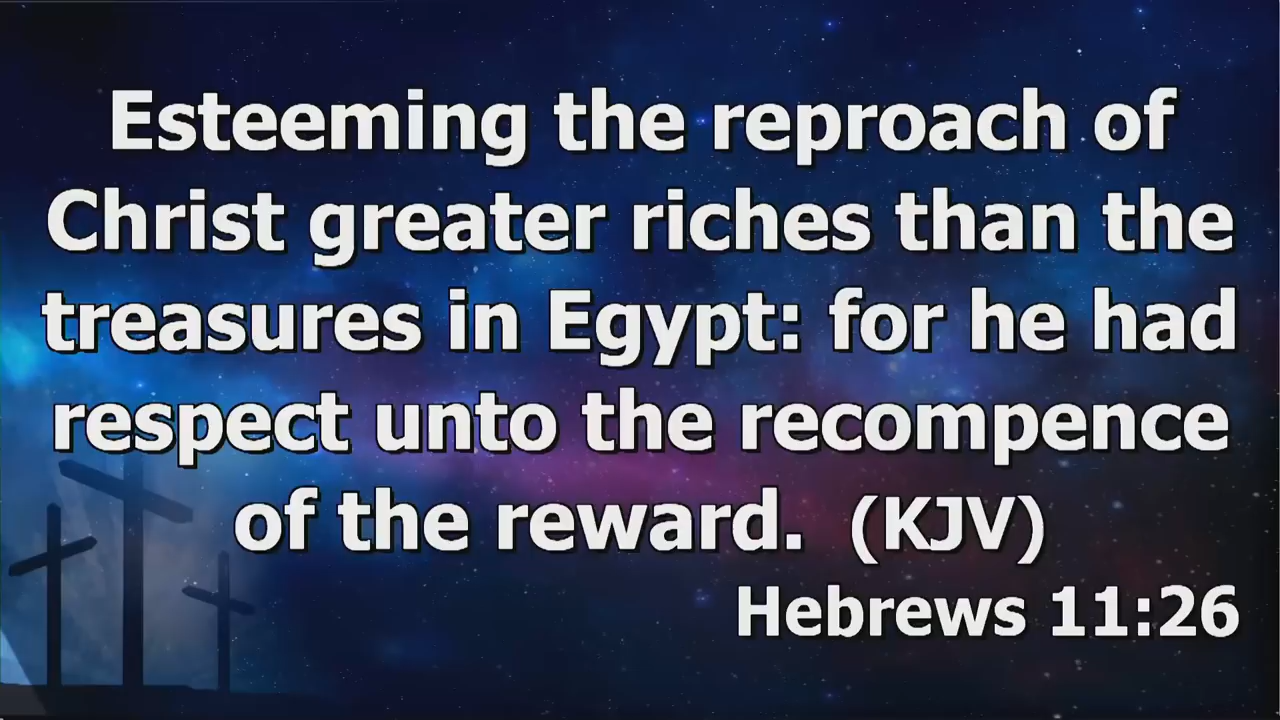 Esteeming the reproach of
Christ greater riches than the
treasures in Egypt: for he had
respect unto the recompence
of the reward.  (KJV)
Hebrews 11:26